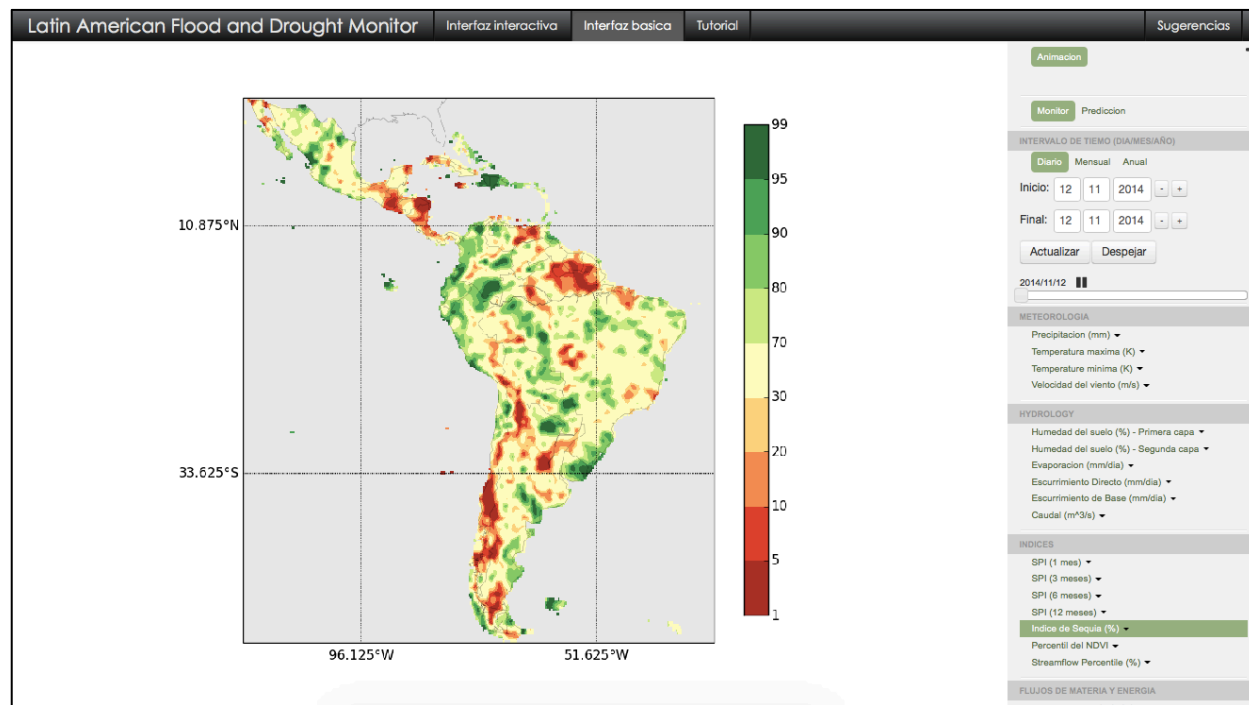 Latin American Flood and Drought Monitor
Interfaz interactiva
Interfaz basica
Tutorial
Sugerencias
10.875°N
33.625°S
96.125°W
51.625°W
99
95
90
80
70
30
20
10
5
1
Animacion
Monitor Prediccion
INTERVALO DE TIEMO (DIA/MES/AÑO)
Diario Mensual Anual
Inicio: 12 11 2014 - +
Final: 12 11 2014 - +
Actualizar Despejar
2014/11/12
METEOROLOGIA
Precipitacion (mm)
Temperatura maxima (K)
Temperature minima (K)
Velocidad del viento (m/s)
HYDROLOGY
Humedad del suelo (%) - Primera capa
Humedad del suelo (%) - Segunda capa
Evaporacion (mm/dia)
Escurrimiento Directo (mm/dia)
Escurrimiento de Base (mm/dia)
Caudal (m^3/s)
INDICES
SPI (1 mes)
SPI (3 meses)
SPI (6 meses)
SPI (12 meses)
Indice de Sequia (%)
Percentil del NDVI
Streamflow Percentile (%)
FLUJOS DE MATERIA Y ENERGIA